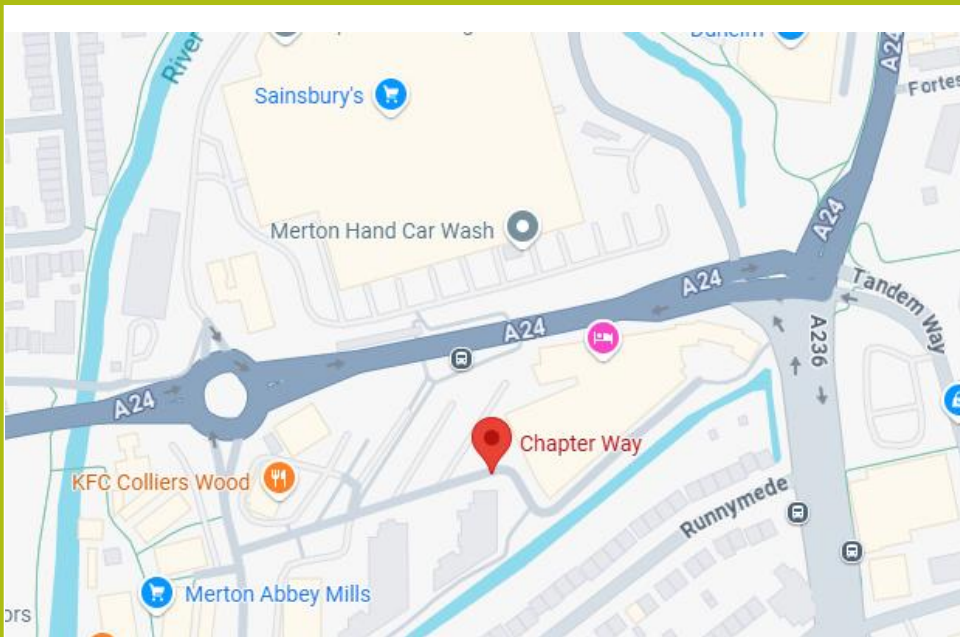 Dunelm
A24
River
Sainsbury's
Fortes
Merton Hand Car Wash
A24
A24
Tandem Way
A24
A236
A24
Chapter Way
KFC Colliers Wood
Runnymede
Merton Abbey Mills
ors